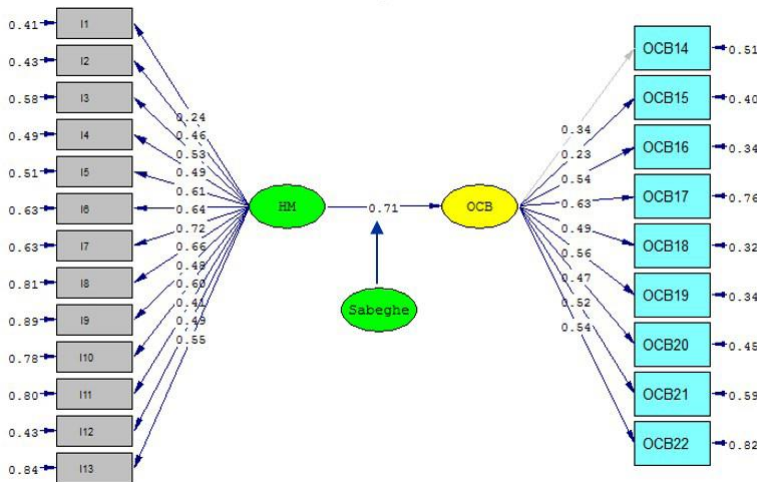 0.41 I1
0.43 I2
0.58 I3
0.49 I4
0.51 I5
0.63 I6
0.63 I7
0.81 I8
0.89 I9
0.78 I10
0.80 I11
0.43 I12
0.84 I13
0.24
0.46
0.53
0.49
0.61
0.64
0.72
0.66
0.48
0.60
0.41
0.49
0.55
HM
0.71
OCB
Sabeghe
0.34
0.23
0.54
0.63
0.49
0.56
0.47
0.52
0.54
OCB14 0.51
OCB15 0.40
OCB16 0.34
OCB17 0.76
OCB18 0.32
OCB19 0.34
OCB20 0.45
OCB21 0.59
OCB22 0.82